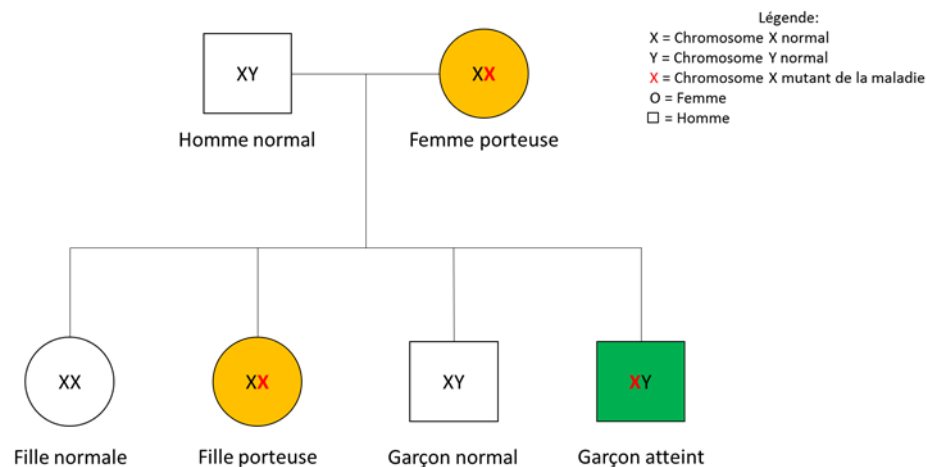 Légende:
X = Chromosome X normal
Y = Chromosome Y normal
X = Chromosome X mutant de la maladie
O = Femme
□ = Homme
XY
XX
Homme normal
Femme porteuse
XX
XX
XY
XY
Fille normale
Fille porteuse
Garçon normal
Garçon atteint